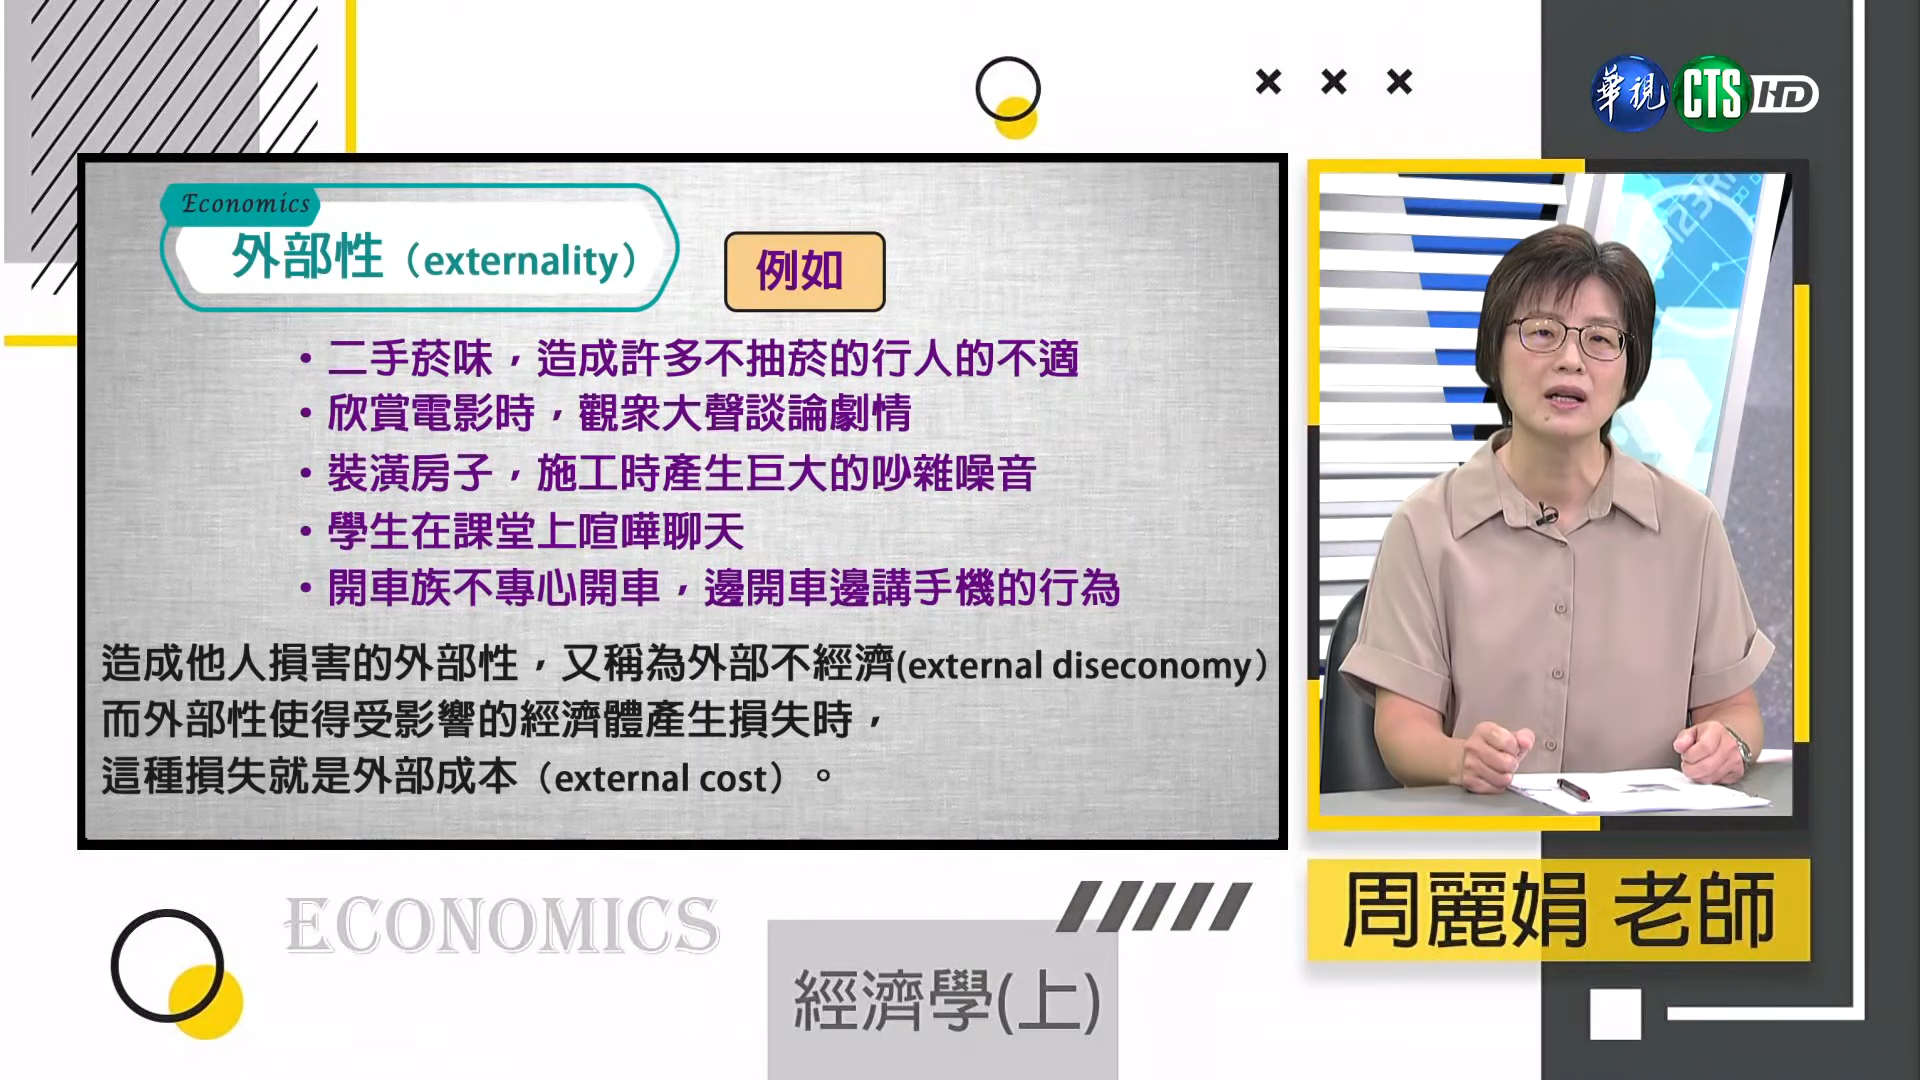 華視 CTS HD
Economics
外部性（externality）
例如
• 二手菸味，造成許多不抽菸的行人的不適
• 欣賞電影時，觀眾大聲談論劇情
• 裝潢房子，施工時產生巨大的吵雜噪音
• 學生在課堂上喧嘩聊天
• 開車族不專心開車，邊開車邊講手機的行為
造成他人損害的外部性，又稱為外部不經濟(external diseconomy）
而外部性使得受影響的經濟體產生損失時，
這種損失就是外部成本（external cost）。
周麗娟 老師
ECONOMICS
經濟學(上)